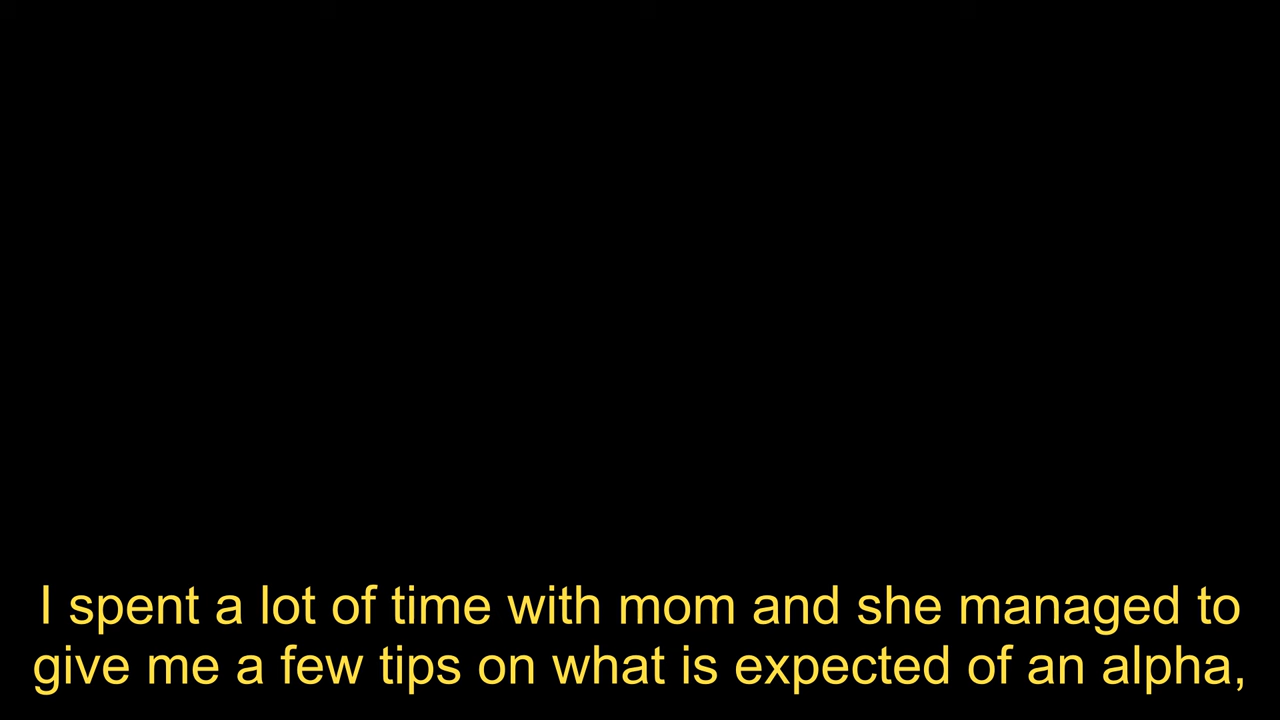 I spent a lot of time with mom and she managed to
give me a few tips on what is expected of an alpha,